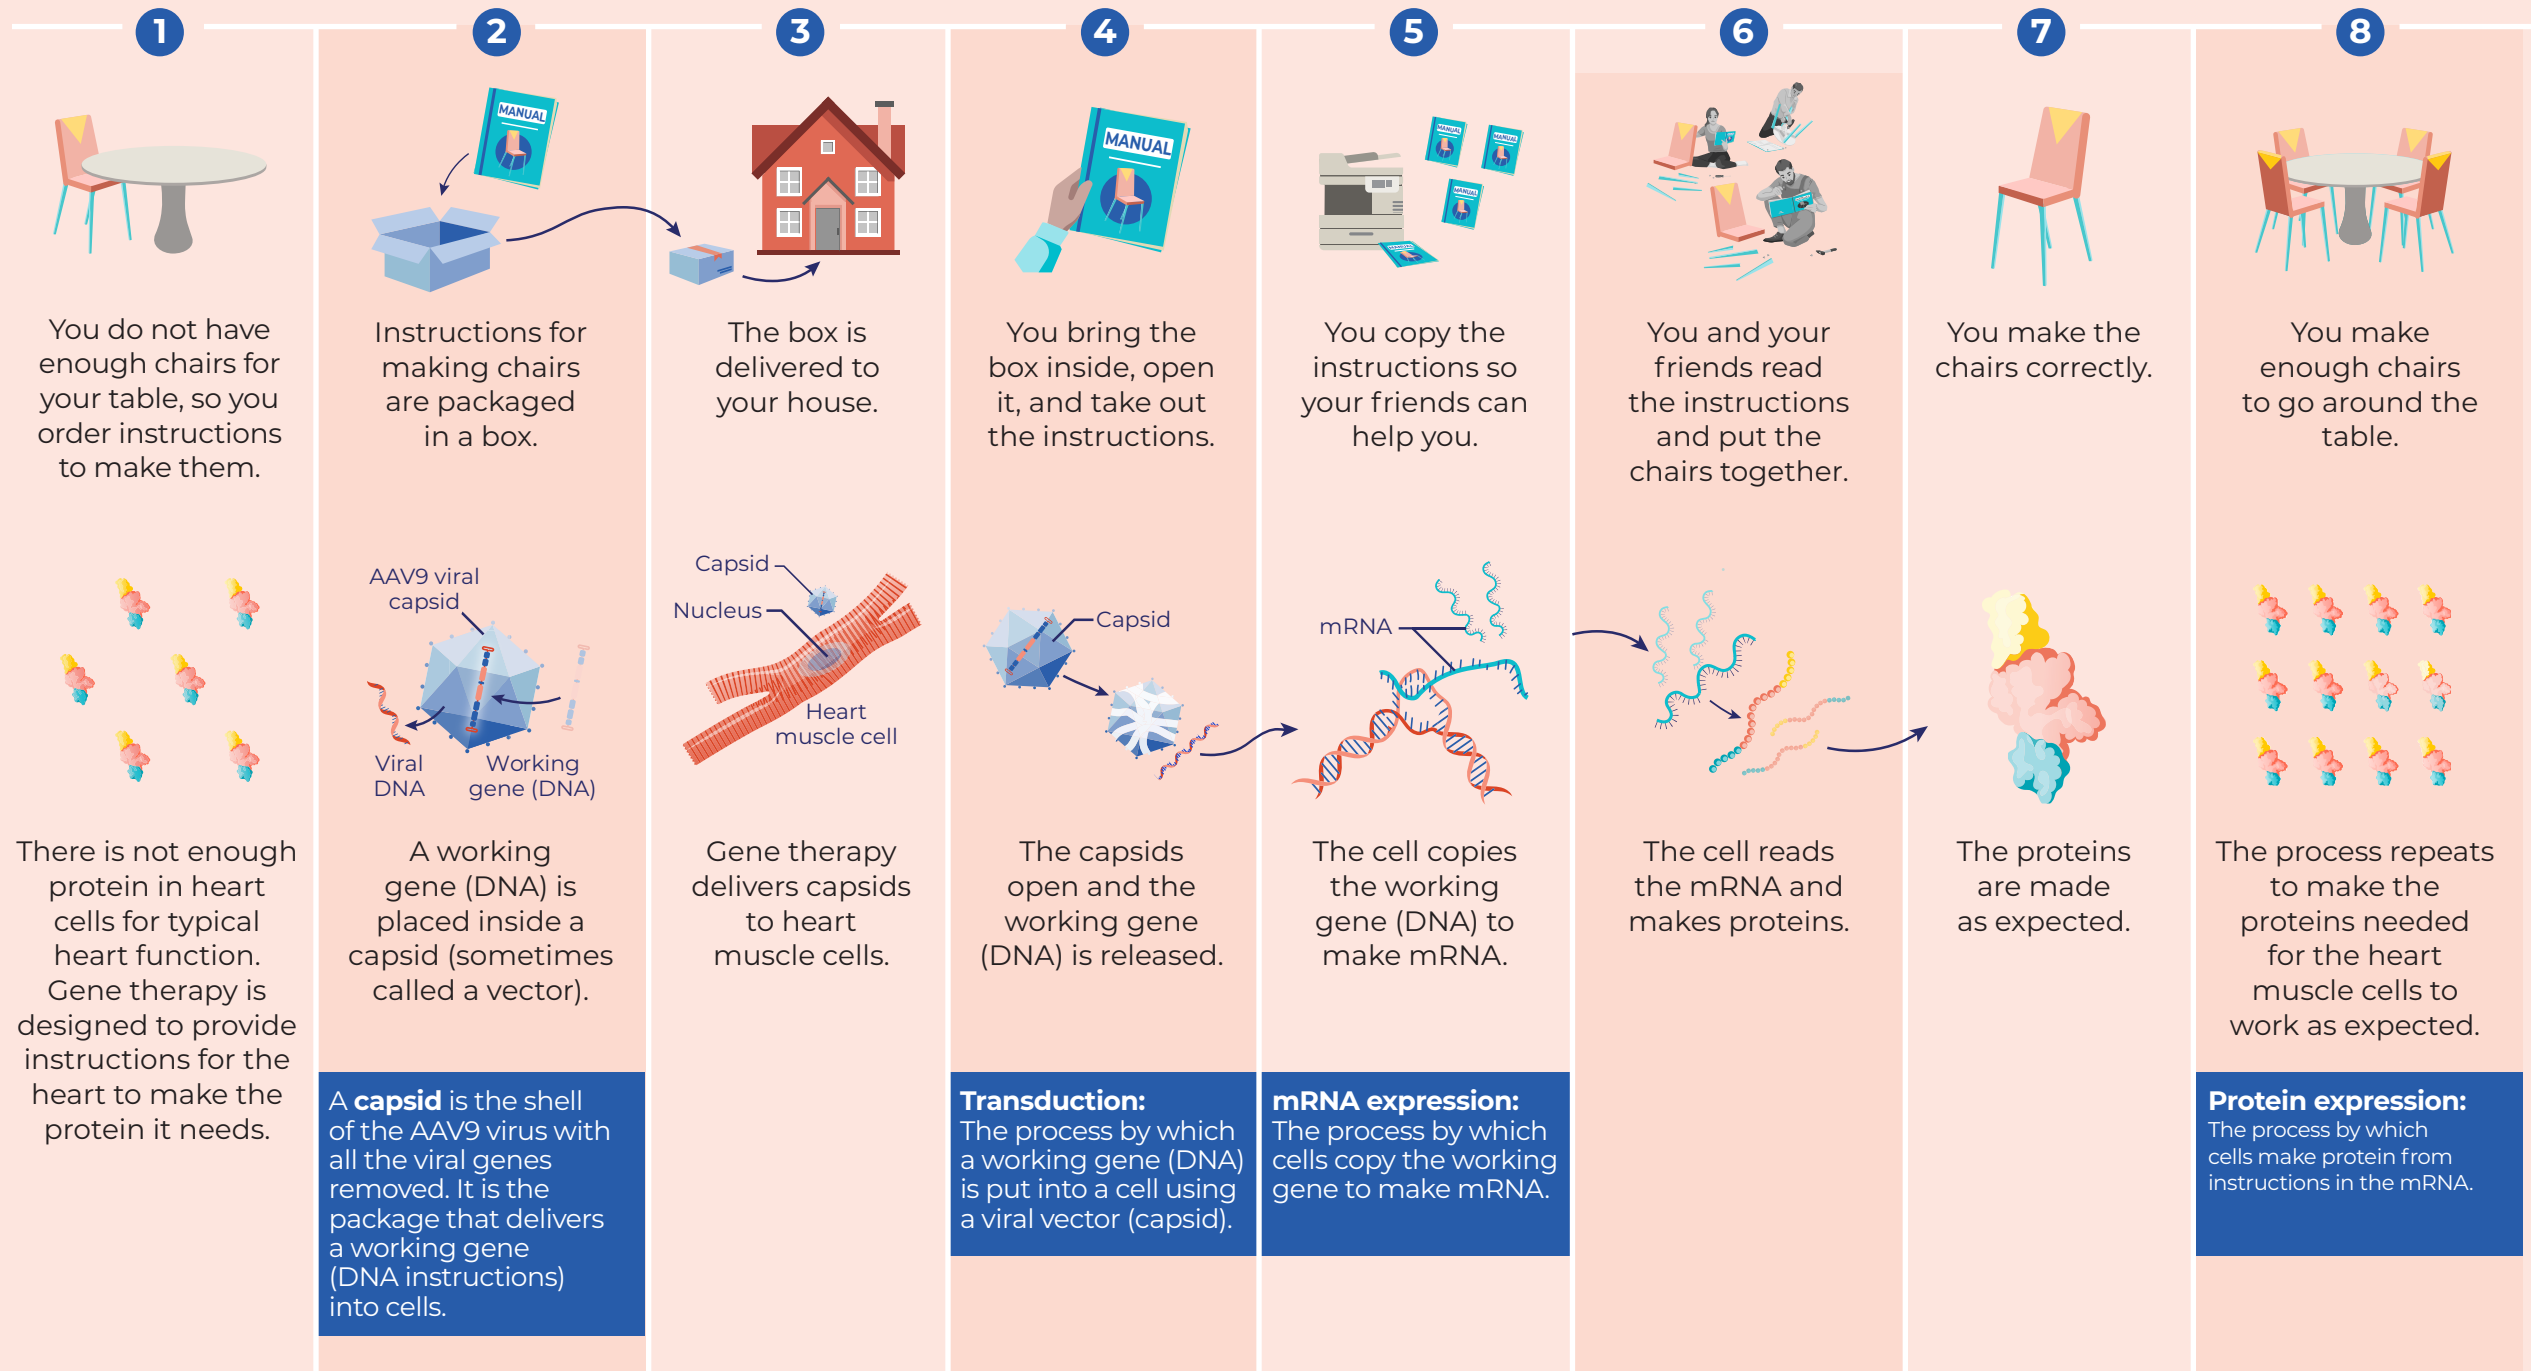 1
2
3
4
5
6
7
8
MANUAL
MANUAL
MANUAL
MANUAL
MANUAL
MANUAL
You do not have
enough chairs for
your table, so you
order instructions
to make them.
Instructions for
making chairs
are packaged
in a box.
The box is
delivered to
your house.
You bring the
box inside, open
it, and take out
the instructions.
You copy the
instructions so
your friends can
help you.
You and your
friends read
the instructions
and put the
chairs together.
You make the
chairs correctly.
You make
enough chairs
to go around the
table.
AAV9 viral
capsid
Viral
DNA
Working
gene (DNA)
Capsid
Nucleus
Heart
muscle cell
Capsid
mRNA
There is not enough
protein in heart
cells for typical
heart function.
Gene therapy is
designed to provide
instructions for the
heart to make the
protein it needs.
A working
gene (DNA) is
placed inside a
capsid (sometimes
called a vector).
Gene therapy
delivers capsids
to heart
muscle cells.
The capsids
open and the
working gene
(DNA) is released.
The cell copies
the working
gene (DNA) to
make mRNA.
The cell reads
the mRNA and
makes proteins.
The proteins
are made
as expected.
The process repeats
to make the
proteins needed
for the heart
muscle cells to
work as expected.
A capsid is the shell
of the AAV9 virus with
all the viral genes
removed. It is the
package that delivers
a working gene
(DNA instructions)
into cells.
Transduction:
The process by which
a working gene (DNA)
is put into a cell using
a viral vector (capsid).
mRNA expression:
The process by which
cells copy the working
gene to make mRNA.
Protein expression:
The process by which
cells make protein from
instructions in the mRNA.